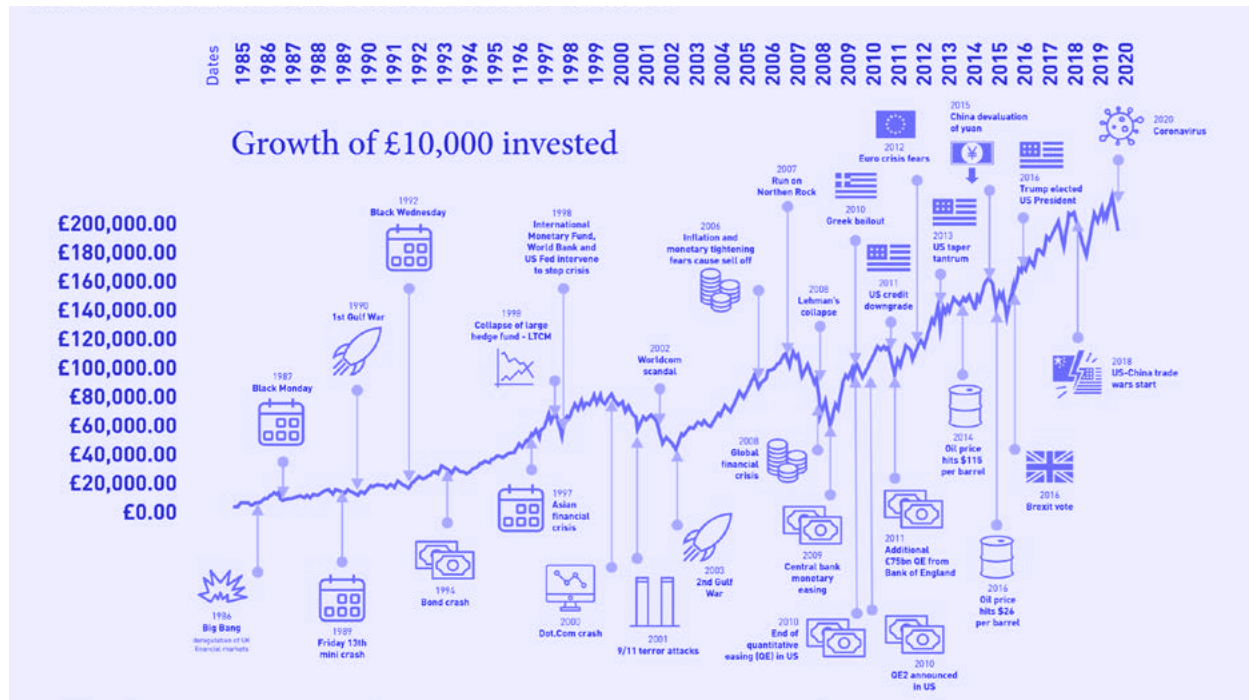 Dates
1985
1986
1987
1988
1989
1990
1991
1992
1993
1994
1995
1196
1997
1998
1999
2000
2001
2002
2003
2004
2005
2006
2007
2008
2009
2010
2011
2012
2013
2014
2015
2016
2017
2018
2019
2020
Growth of £10,000 invested
£200,000.00
£180,000.00
£160,000.00
£140,000.00
£120,000.00
£100,000.00
£80,000.00
£60,000.00
£40,000.00
£20,000.00
£0.00
1986
Big Bang
deregulation of UK
financial markets
1987
Black Monday
1989
Friday 13th
mini crash
1990
1st Gulf War
1992
Black Wednesday
1994
Bond crash
1997
Asian
financial
crisis
1998
Collapse of large
hedge fund - LTCM
1998
International
Monetary Fund,
World Bank and
US Fed intervene
to stop crisis
2000
Dot.Com crash
2001
9/11 terror attacks
2002
Worldcom
scandal
2003
2nd Gulf
War
2006
Inflation and
monetary tightening
fears cause sell off
2007
Run on
Northen Rock
2008
Global
financial
crisis
2008
Lehman's
collapse
2009
Central bank
monetary
easing
2010
Greek bailout
2010
End of
quantitative
easing (QE) in US
2010
QE2 announced
in US
2011
US credit
downgrade
2011
Additional
£75bn QE from
Bank of England
2012
Euro crisis fears
2013
US taper
tantrum
2014
Oil price
hits $115
per barrel
2015
China devaluation
of yuan
¥
2016
Oil price
hits $26
per barrel
2016
Trump elected
US President
2016
Brexit vote
2018
US-China trade
wars start
2020
Coronavirus